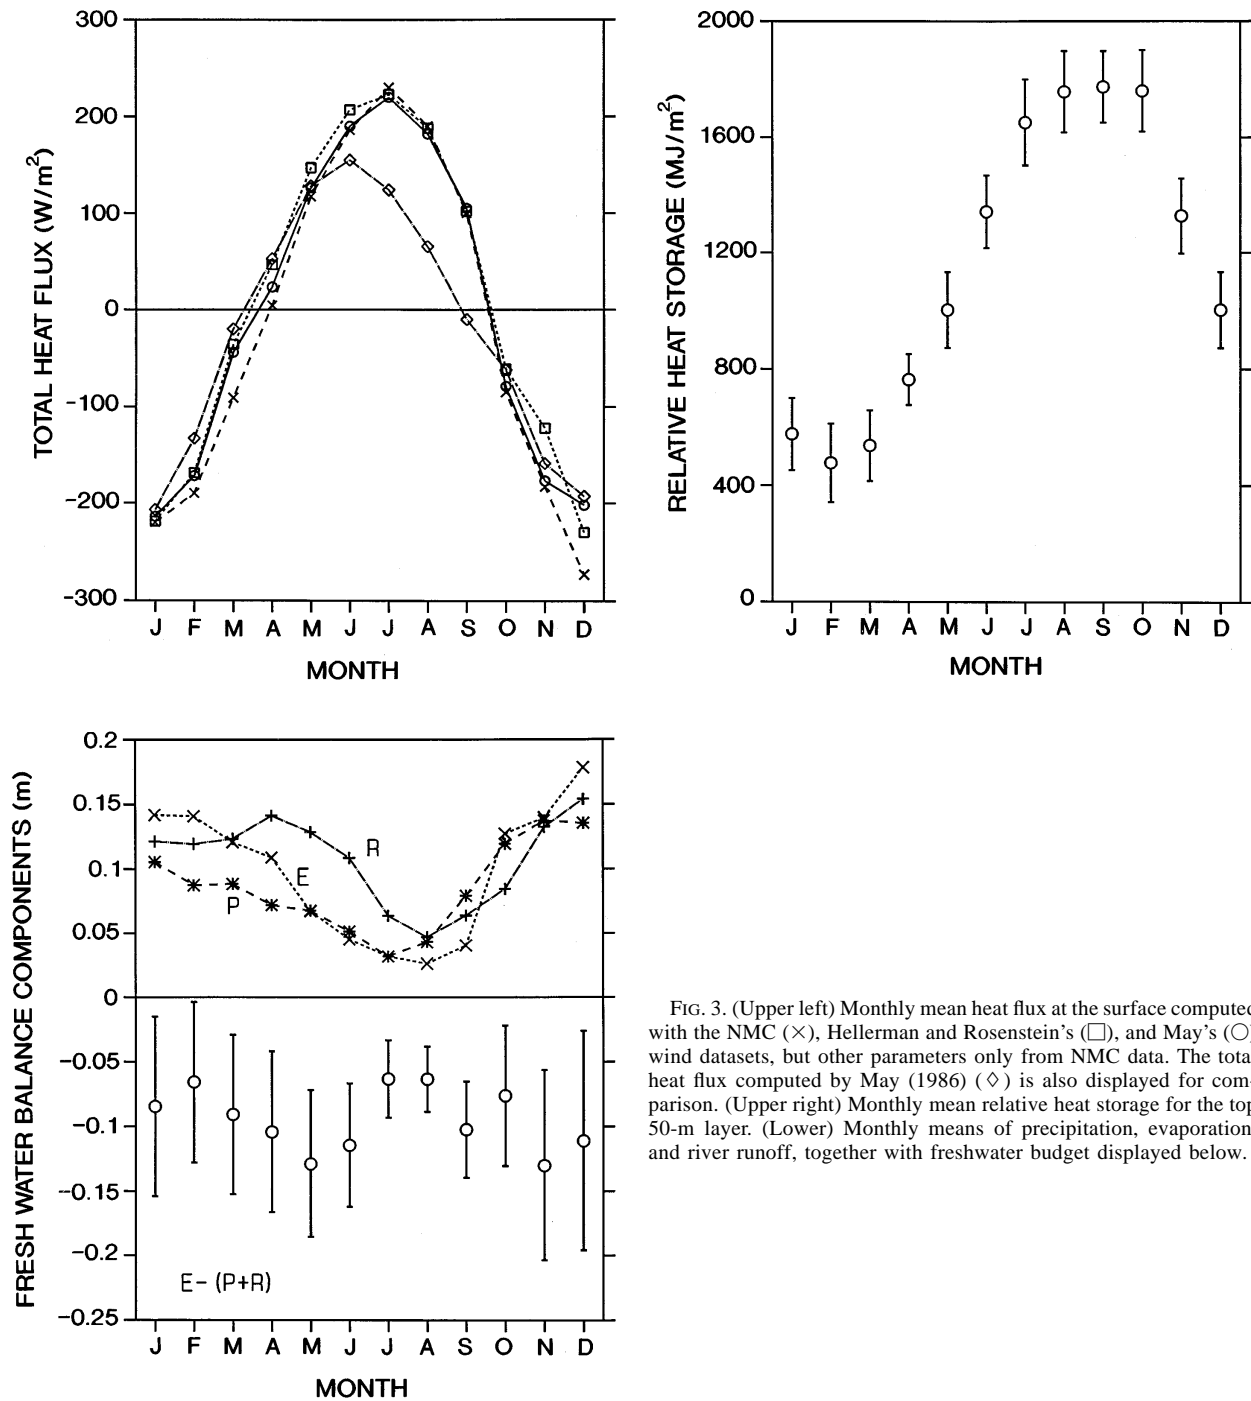 300
200
100
0
-100
-200
-300
TOTAL HEAT FLUX (W/m²)
J F M A M J J A S O N D
MONTH
2000
1600
1200
800
400
0
RELATIVE HEAT STORAGE (MJ/m²)
J F M A M J J A S O N D
MONTH
0.2
0.15
0.1
0.05
0
-0.05
-0.1
-0.15
-0.2
-0.25
FRESH WATER BALANCE COMPONENTS (m)
R
E
P
E- (P+R)
J F M A M J J A S O N D
MONTH
FIG. 3. (Upper left) Monthly mean heat flux at the surface computed
with the NMC (×), Hellerman and Rosenstein's (□), and May's (○)
wind datasets, but other parameters only from NMC data. The total
heat flux computed by May (1986) (◇) is also displayed for com-
parison. (Upper right) Monthly mean relative heat storage for the top
50-m layer. (Lower) Monthly means of precipitation, evaporation,
and river runoff, together with freshwater budget displayed below.